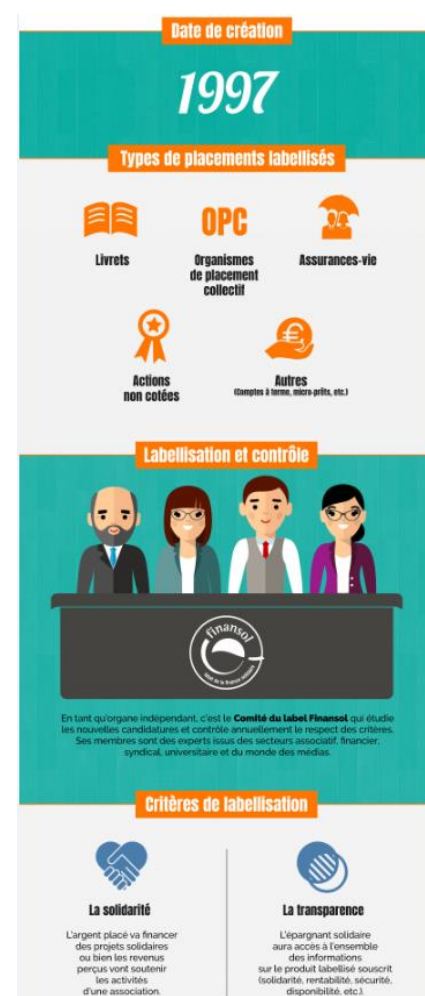 Date de création
1997
Types de placements labellisés
Livrets
OPC
Organismes
de placement
collectif
Assurances-vie
Actions
non cotées
Autres
(Comptes à terme, micro-prêts, etc.)
Labellisation et contrôle
finansol
label de la finance solidaire
En tant qu'organe indépendant, c'est le Comité du label Finansol qui étudie
les nouvelles candidatures et contrôle annuellement le respect des critères.
Ses membres sont des experts issus des secteurs associatif, financier,
syndical, universitaire et du monde des médias.
Critères de labellisation
La solidarité
L'argent placé va financer
des projets solidaires
ou bien les revenus
perçus vont soutenir
les activités
d'une association.
La transparence
L'épargnant solidaire
aura accès à l'ensemble
des informations
sur le produit labellisé souscrit
(solidarité, rentabilité, sécurité,
disponibilité, etc.).